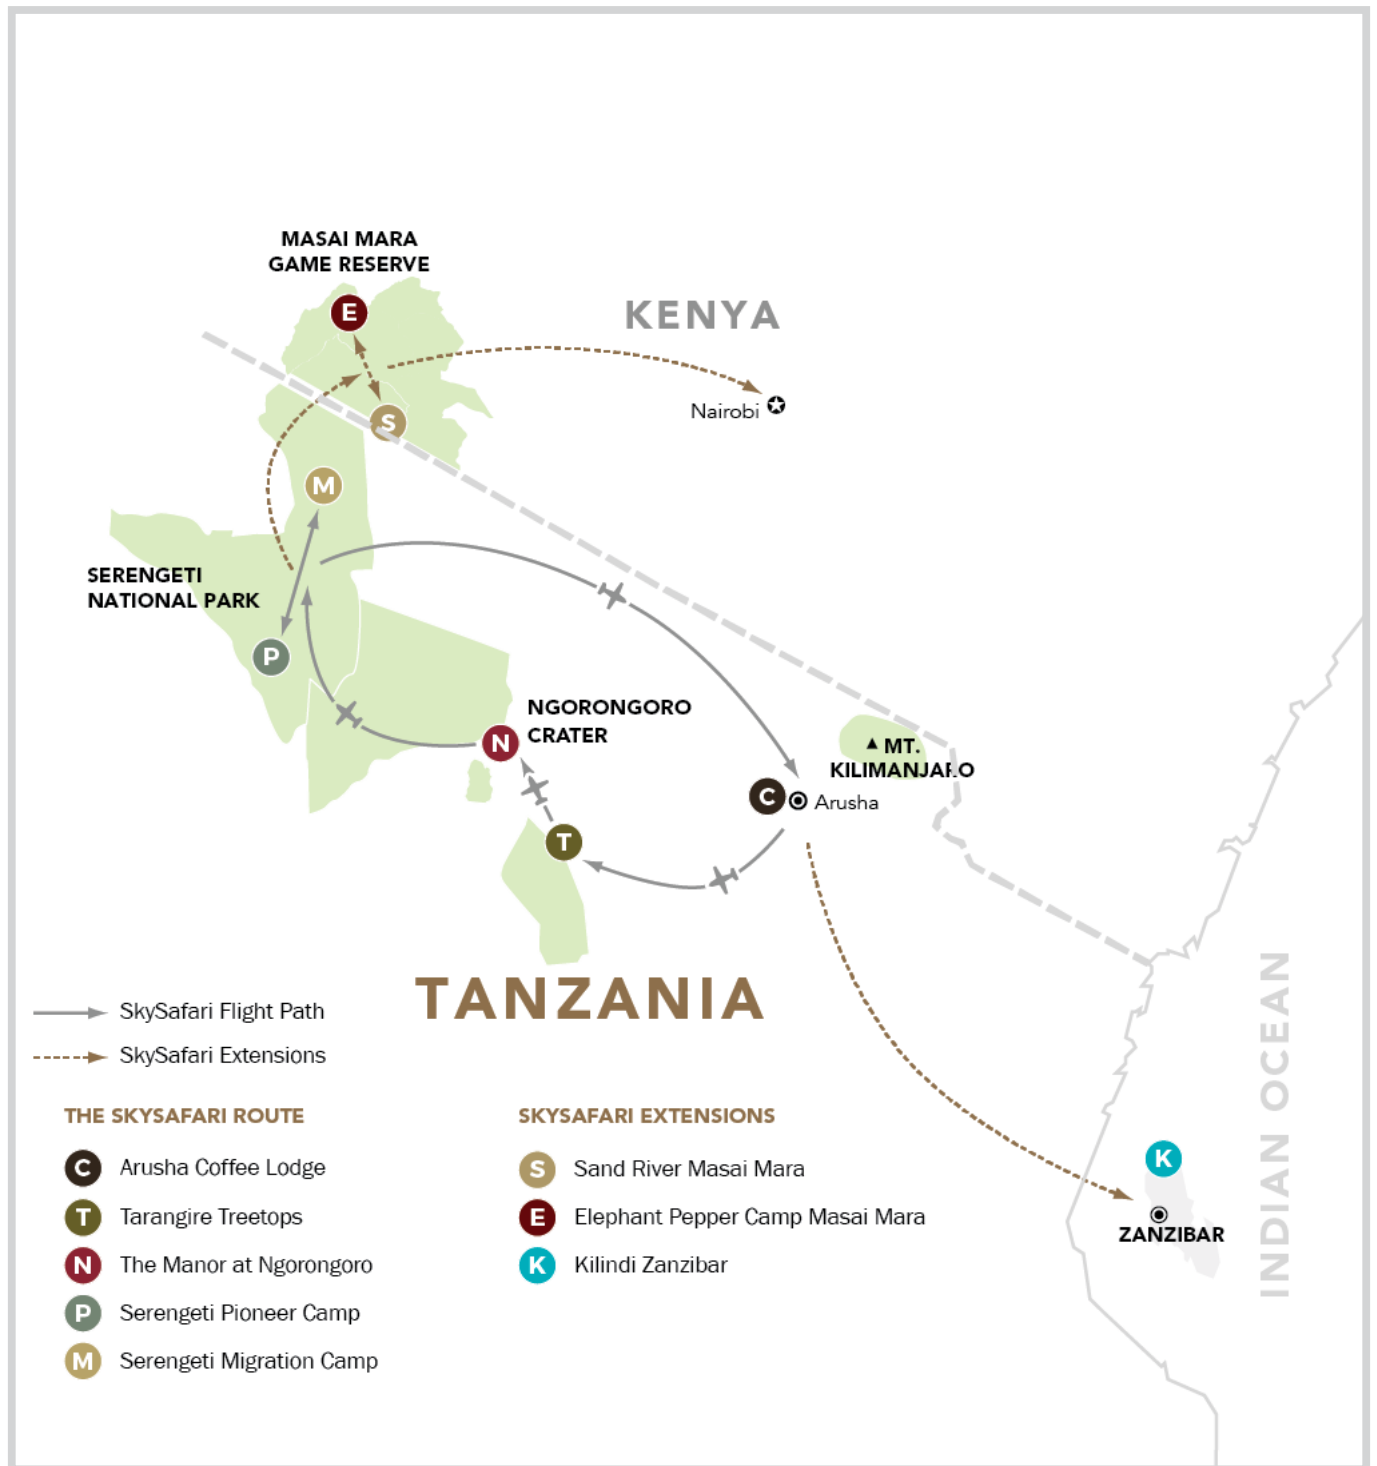 MASAI MARA
GAME RESERVE
E
KENYA
Nairobi
S
M
SERENGETI
NATIONAL PARK
P
NGORONGORO
CRATER
N
MT.
KILIMANJARO
C
Arusha
T
TANZANIA
INDIAN OCEAN
SkySafari Flight Path
SkySafari Extensions
K
ZANZIBAR
THE SKYSAFARI ROUTE
C Arusha Coffee Lodge
T Tarangire Treetops
N The Manor at Ngorongoro
P Serengeti Pioneer Camp
M Serengeti Migration Camp
SKYSAFARI EXTENSIONS
S Sand River Masai Mara
E Elephant Pepper Camp Masai Mara
K Kilindi Zanzibar